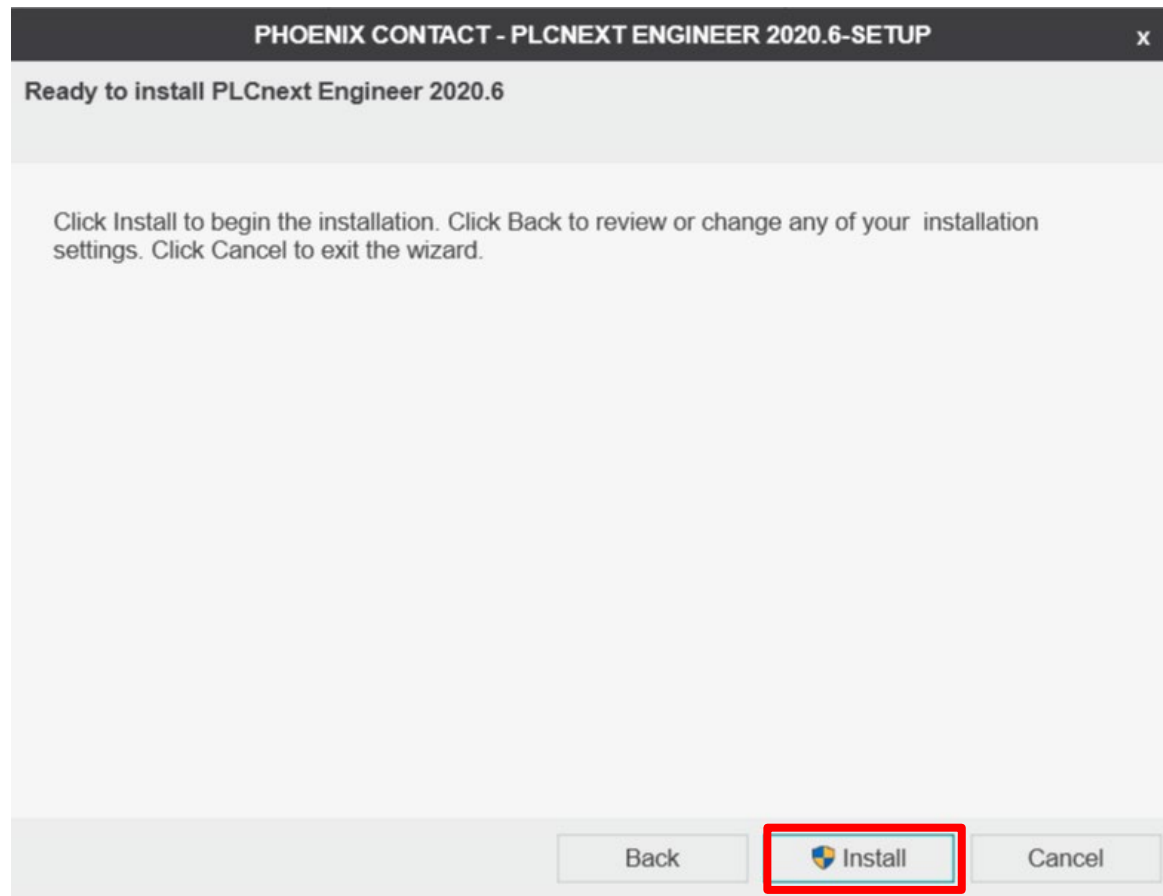 PHOENIX CONTACT - PLCNEXT ENGINEER 2020.6-SETUP x
Ready to install PLCnext Engineer 2020.6
Click Install to begin the installation. Click Back to review or change any of your installation
settings. Click Cancel to exit the wizard.
Back Install Cancel